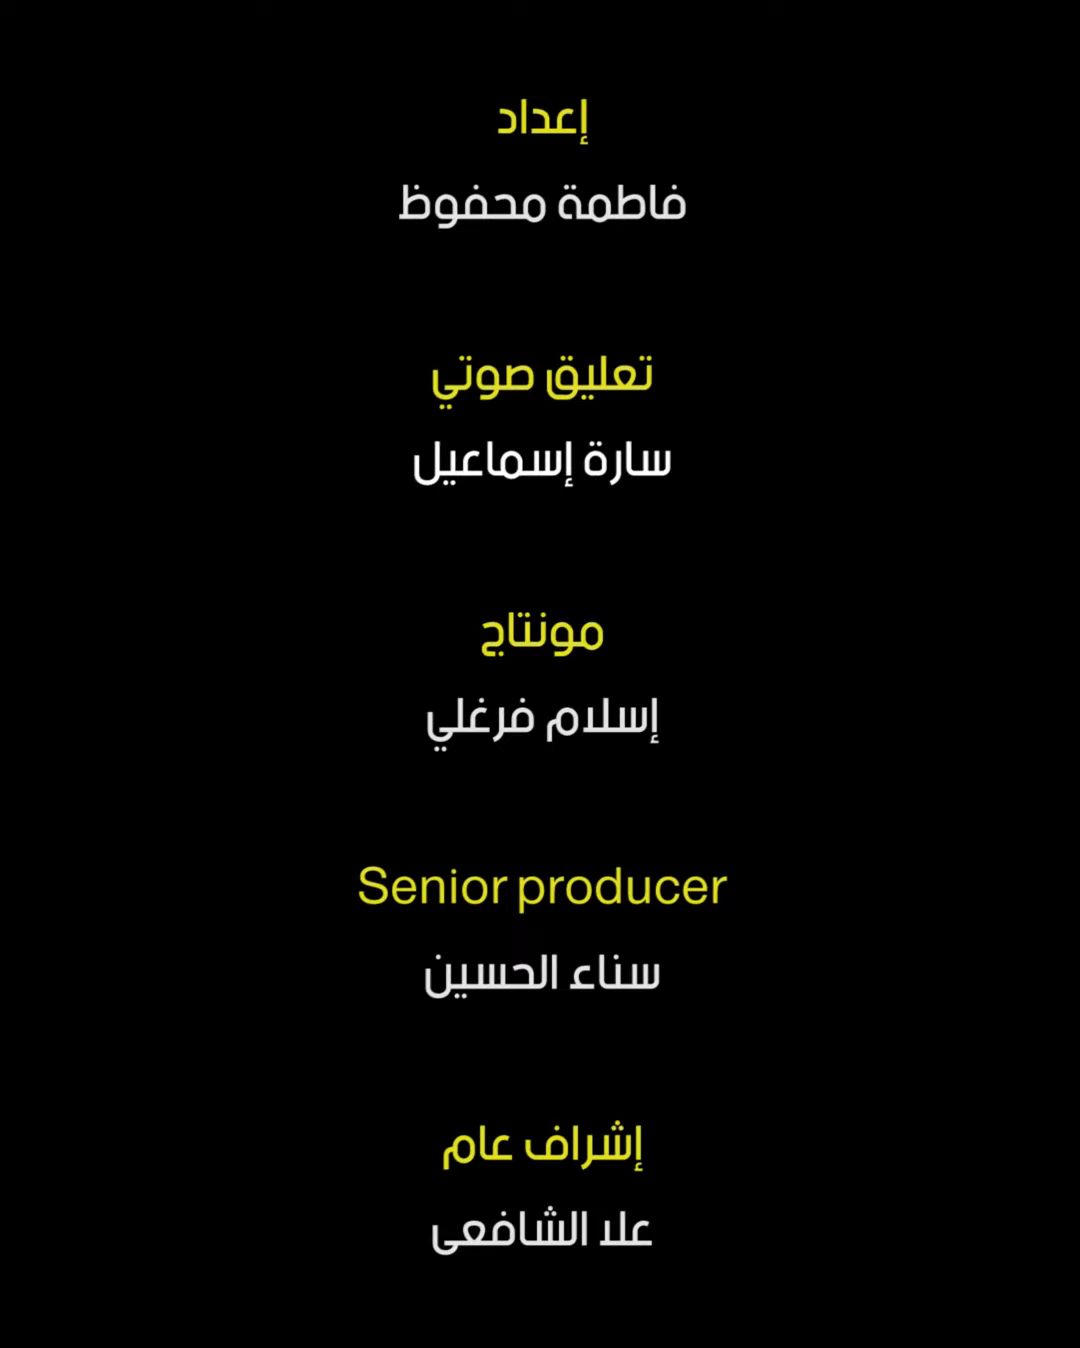 إعداد
فاطمة محفوظ
تعليق صوتي
سارة إسماعيل
مونتاج
إسلام فرغلي
Senior producer
سناء الحسين
إشراف عام
علا الشافعى